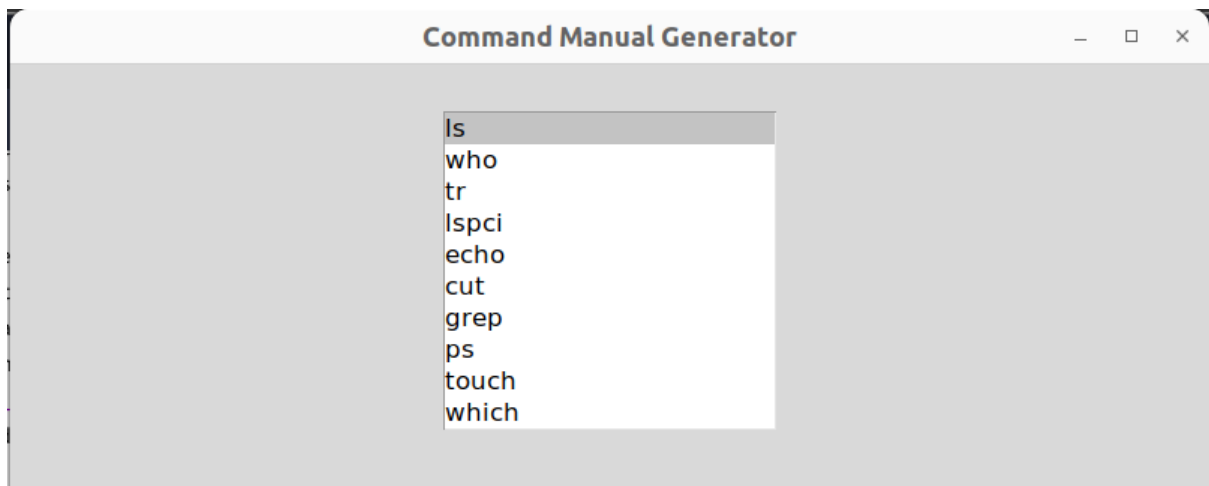 Command Manual Generator
ls
who
tr
lspci
echo
cut
grep
ps
touch
which